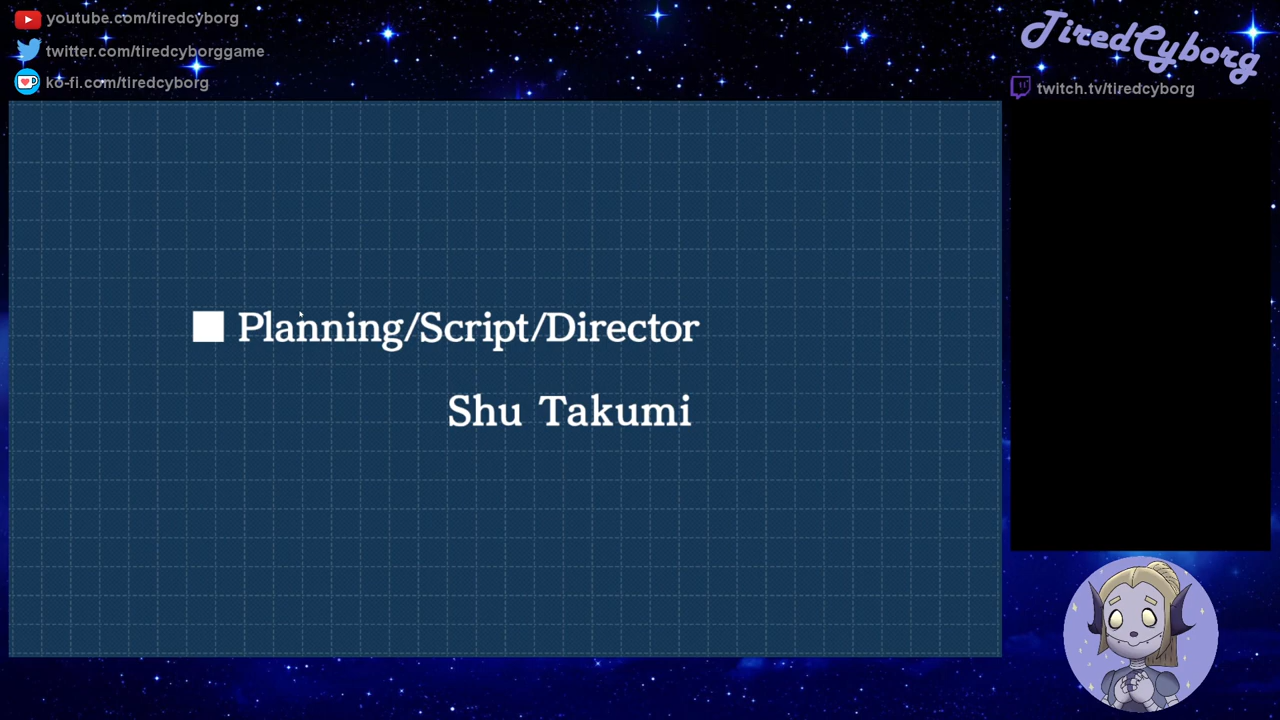 youtube.com/tiredcyborg
twitter.com/tiredcyborggame
ko-fi.com/tiredcyborg
TiredCyborg
twitch.tv/tiredcyborg
Planning/Script/Director
Shu Takumi